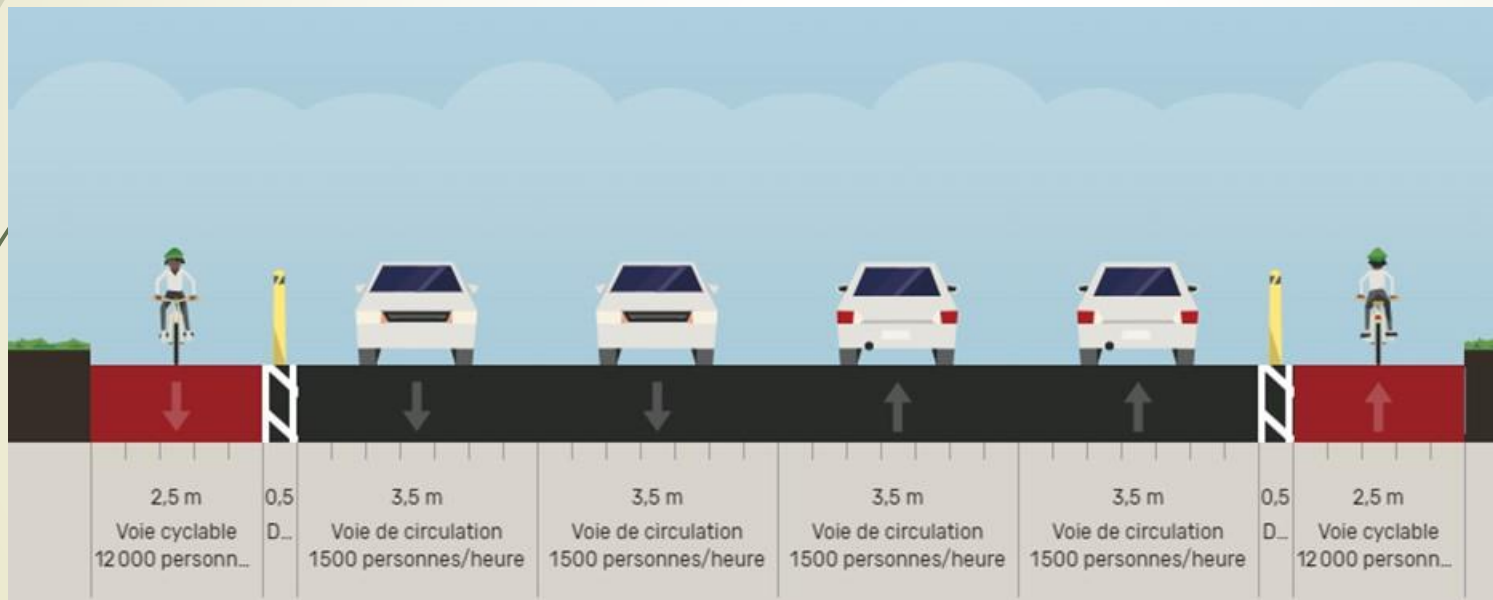 2,5 m
Voie cyclable
12 000 personn...
0,5
D...
3,5 m
Voie de circulation
1500 personnes/heure
3,5 m
Voie de circulation
1500 personnes/heure
3,5 m
Voie de circulation
1500 personnes/heure
3,5 m
Voie de circulation
1500 personnes/heure
0,5
D...
2,5 m
Voie cyclable
12 000 personn...